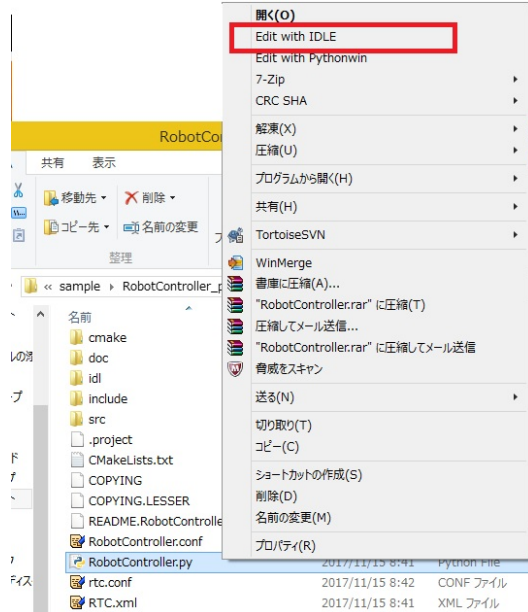 開く(O)
Edit with IDLE
Edit with Pythonwin
7-Zip
CRC SHA
解凍(X)
圧縮(U)
プログラムから開く(H)
共有(H)
TortoiseSVN
WinMerge
書庫に圧縮(A)...
"RobotController.rar" に圧縮(T)
圧縮してメール送信...
"RobotController.rar" に圧縮してメール送信
脅威をスキャン
送る(N)
切り取り(T)
コピー(C)
ショートカットの作成(S)
削除(D)
名前の変更(M)
プロパティ(R)
RobotCo
共有 表示
移動先 削除
コピー先 名前の変更
整理
« sample RobotController_p
名前
cmake
doc
idl
include
src
.project
CMakeLists.txt
COPYING
COPYING.LESSER
README.RobotControlle
RobotController.conf
RobotController.py 2017/11/15 8:41 Python File
rtc.conf 2017/11/15 8:42 CONF ファイル
RTC.xml 2017/11/15 8:41 XML ファイル